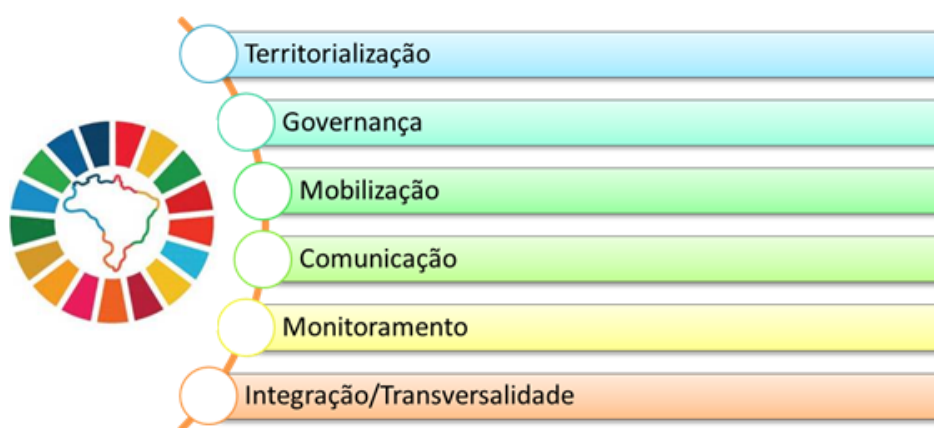 Territorialização
Governança
Mobilização
Comunicação
Monitoramento
Integração/Transversalidade